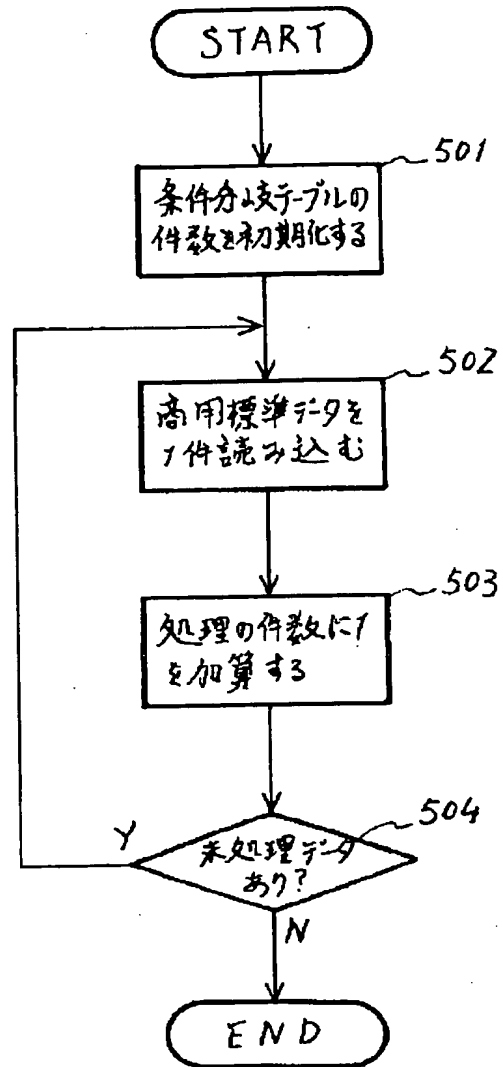 START
501
条件分岐テーブルの
件数を初期化する
502
商用標準データを
1件読み込む
503
処理の件数に1
を加算する
504
未処理データ
あり?
Y
N
END